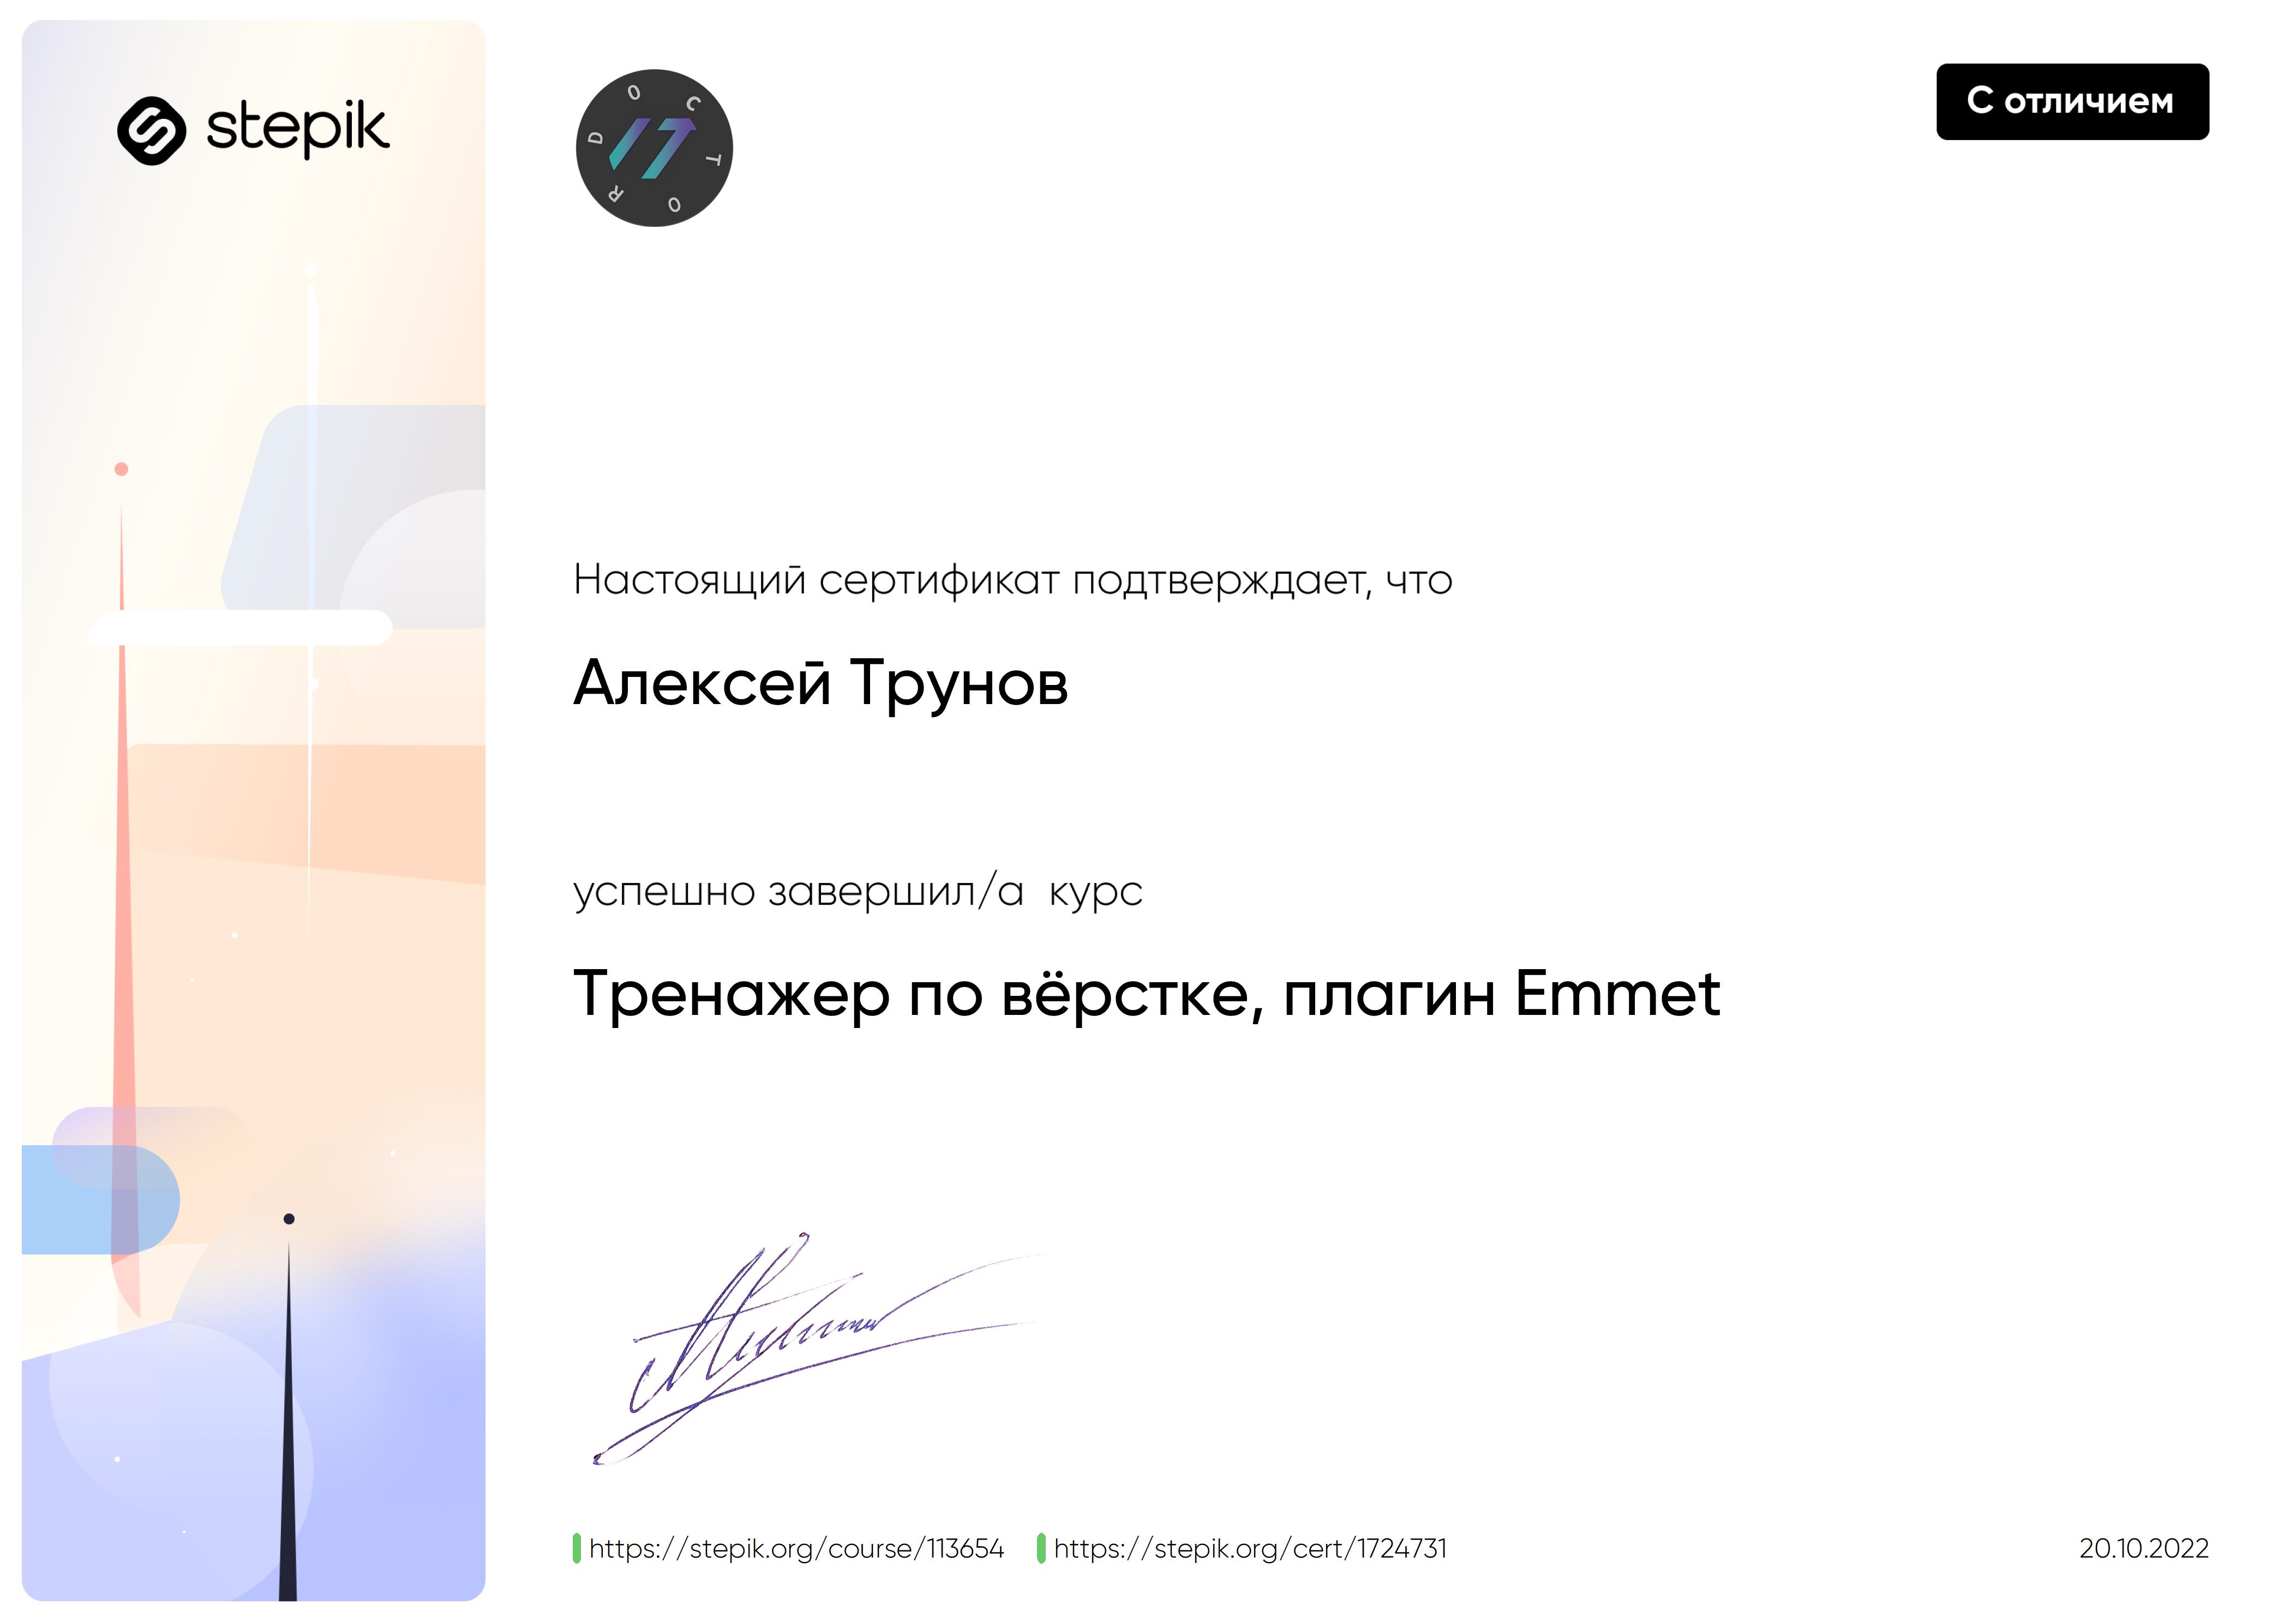 stepik
DOCTOR
IT
С отличием
Настоящий сертификат подтверждает, что
Алексей Трунов
успешно завершил/а курс
Тренажер по вёрстке, плагин Emmet
https://stepik.org/course/113654 https://stepik.org/cert/1724731
20.10.2022